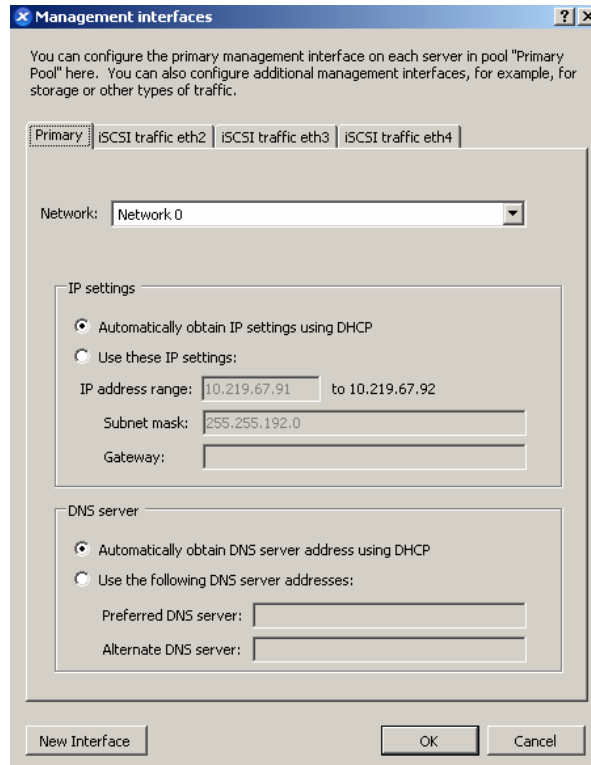 Management interfaces
You can configure the primary management interface on each server in pool "Primary
Pool" here. You can also configure additional management interfaces, for example, for
storage or other types of traffic.
Primary iSCSI traffic eth2 iSCSI traffic eth3 iSCSI traffic eth4
Network: Network 0
IP settings
Automatically obtain IP settings using DHCP
Use these IP settings:
IP address range: 10.219.67.91 to 10.219.67.92
Subnet mask: 255.255.192.0
Gateway:
DNS server
Automatically obtain DNS server address using DHCP
Use the following DNS server addresses:
Preferred DNS server:
Alternate DNS server:
New Interface OK Cancel